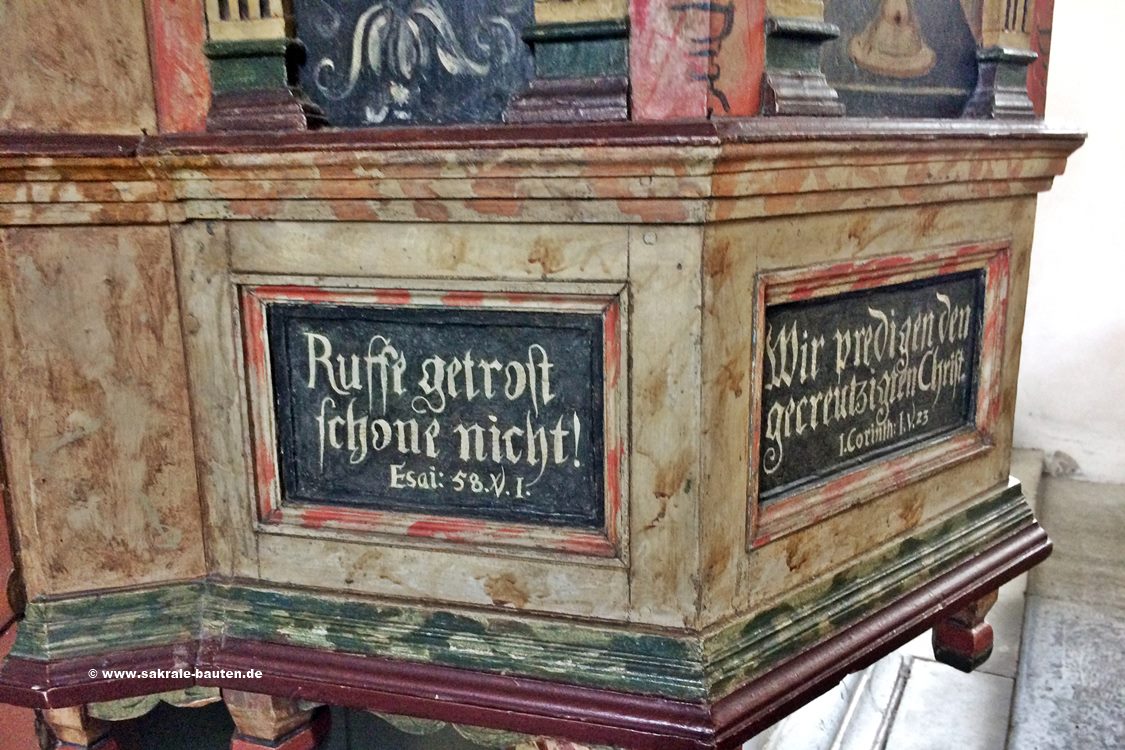 Ruffe getrost
schone nicht!
Esai: 58.V.1.
Wir predigen den
gecreutzigten Christ.
1.Corinth: 1.V.23
© www.sakrale-bauten.de